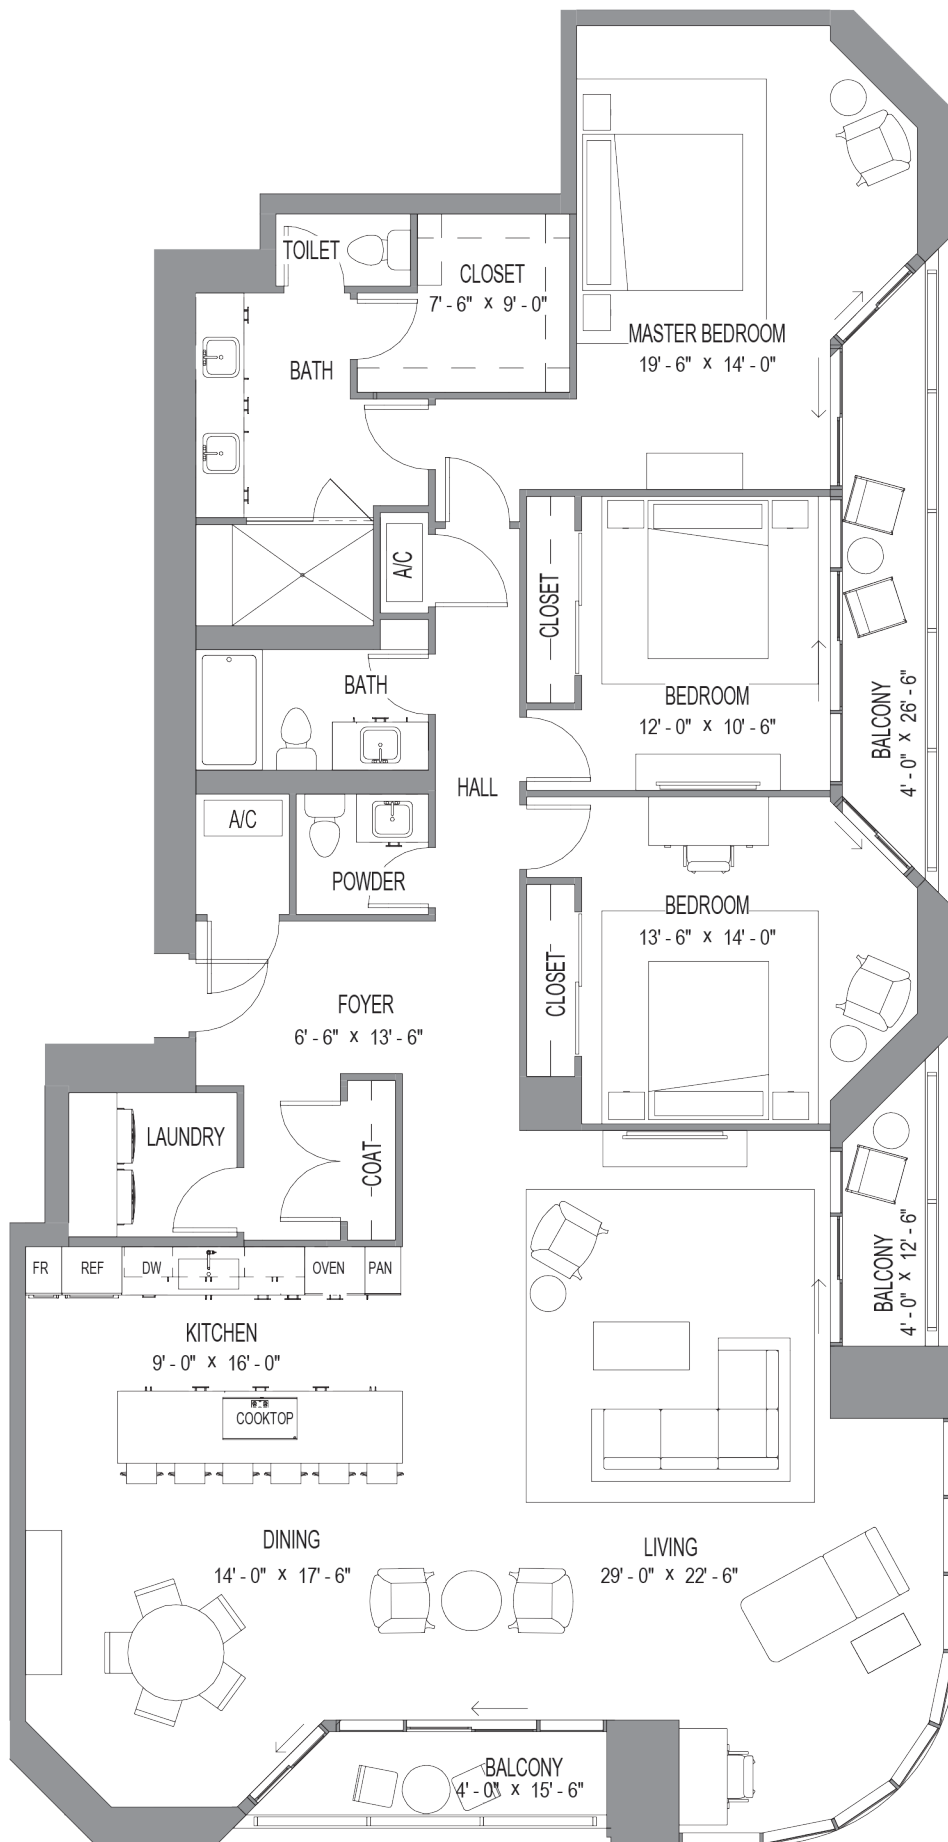 TOILET
CLOSET
7' - 6" x 9' - 0"
MASTER BEDROOM
19' - 6" x 14' - 0"
BATH
A/C
CLOSET
BATH
BEDROOM
12' - 0" x 10' - 6"
BALCONY
4' - 0" x 26' - 6"
HALL
A/C
POWDER
BEDROOM
13' - 6" x 14' - 0"
CLOSET
FOYER
6' - 6" x 13' - 6"
LAUNDRY
COAT
BALCONY
4' - 0" x 12' - 6"
FR REF DW OVEN PAN
KITCHEN
9' - 0" x 16' - 0"
COOKTOP
DINING
14' - 0" x 17' - 6"
LIVING
29' - 0" x 22' - 6"
BALCONY
4' - 0" x 15' - 6"